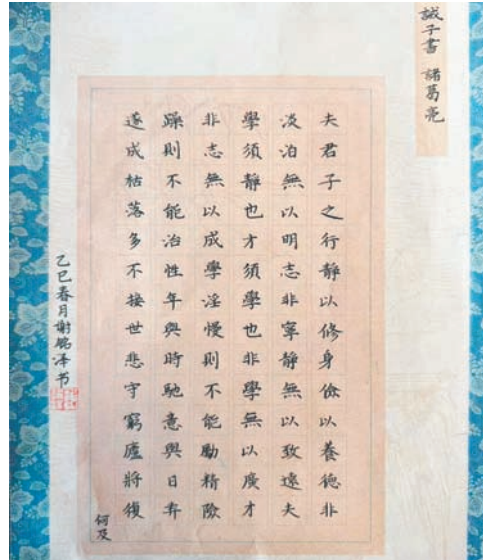 誡子書 諸葛亮
夫君子之行靜以修身儉以養德非
淡泊無以明志非寧靜無以致遠夫
學須靜也才須學也非學無以廣才
非志無以成學淫慢則不能勵精險
躁則不能治性年與時馳意與日弃
遂成枯落多不接世悲守窮廬將復
何及
乙巳春月谢铭泽书